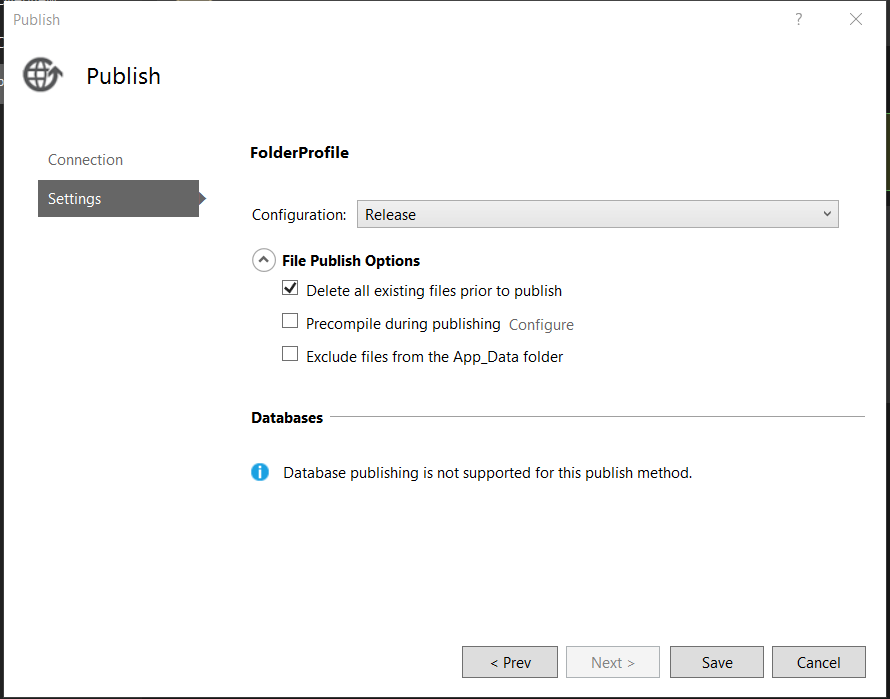 Publish
?
Publish
Connection
Settings
FolderProfile
Configuration: Release
File Publish Options
Delete all existing files prior to publish
Precompile during publishing Configure
Exclude files from the App_Data folder
Databases
Database publishing is not supported for this publish method.
< Prev Next > Save Cancel